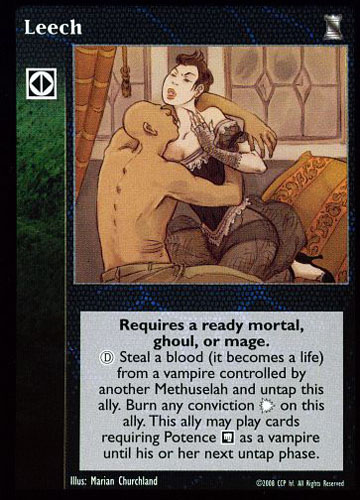 Leech
Requires a ready mortal,
ghoul, or mage.
Ⓓ Steal a blood (it becomes a life)
from a vampire controlled by
another Methuselah and untap this
ally. Burn any conviction on this
ally. This ally may play cards
requiring Potence as a vampire
until his or her next untap phase.
Illus: Marian Churchland ©2008 CCP hf. All Rights Reserved